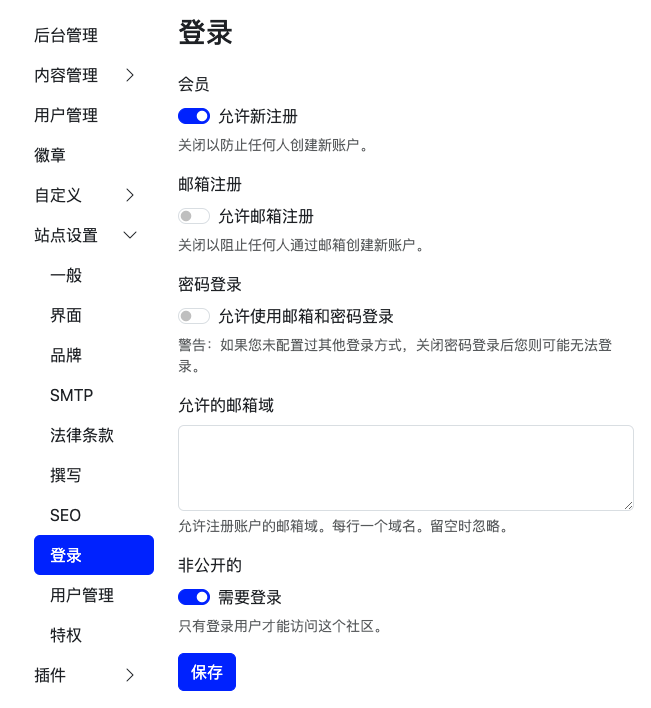 后台管理
内容管理
用户管理
徽章
自定义
站点设置
一般
界面
品牌
SMTP
法律条款
撰写
SEO
登录
用户管理
特权
插件
登录
会员
允许新注册
关闭以防止任何人创建新账户。
邮箱注册
允许邮箱注册
关闭以阻止任何人通过邮箱创建新账户。
密码登录
允许使用邮箱和密码登录
警告：如果您未配置过其他登录方式，关闭密码登录后您则可能无法登
录。
允许的邮箱域
允许注册账户的邮箱域。每行一个域名。留空时忽略。
非公开的
需要登录
只有登录用户才能访问这个社区。
保存